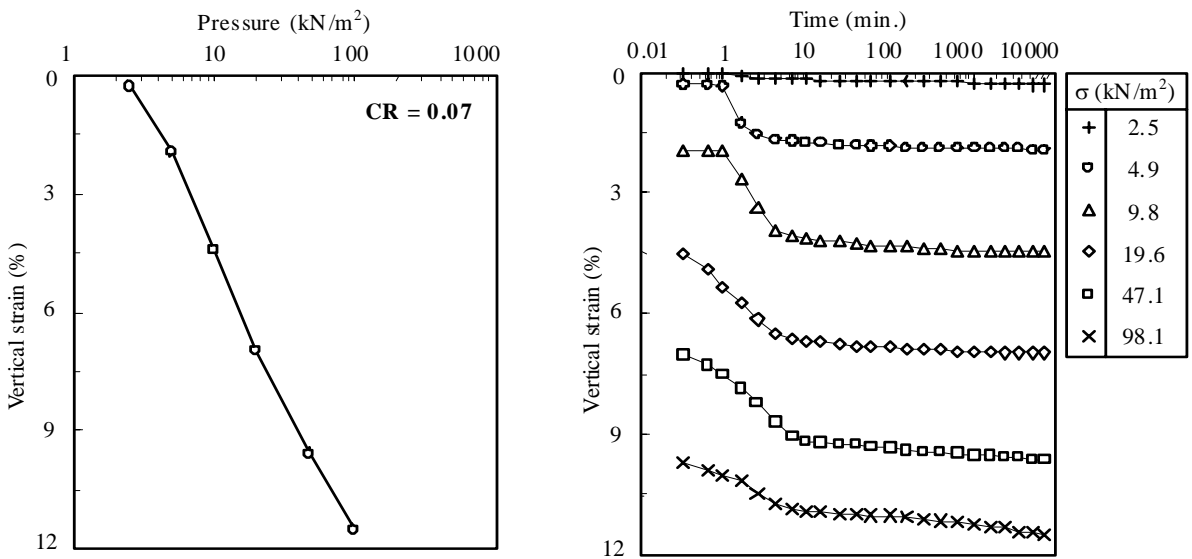 Pressure (kN/m²)
1 10 100 1000
0
3
6
9
12
Vertical strain (%)
CR = 0.07
Time (min.)
0.01 1 10 100 1000 10000
0
3
6
9
12
Vertical strain (%)
σ (kN/m²)
2.5
4.9
9.8
19.6
47.1
98.1